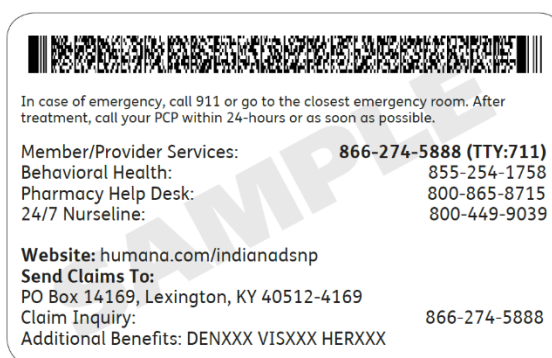 In case of emergency, call 911 or go to the closest emergency room. After
treatment, call your PCP within 24-hours or as soon as possible.
Member/Provider Services: 866-274-5888 (TTY:711)
Behavioral Health: 855-254-1758
Pharmacy Help Desk: 800-865-8715
24/7 Nurseline: 800-449-9039
Website: humana.com/indianadsnp
Send Claims To:
PO Box 14169, Lexington, KY 40512-4169
Claim Inquiry: 866-274-5888
Additional Benefits: DENXXX VISXXX HERXXX
SAMPLE